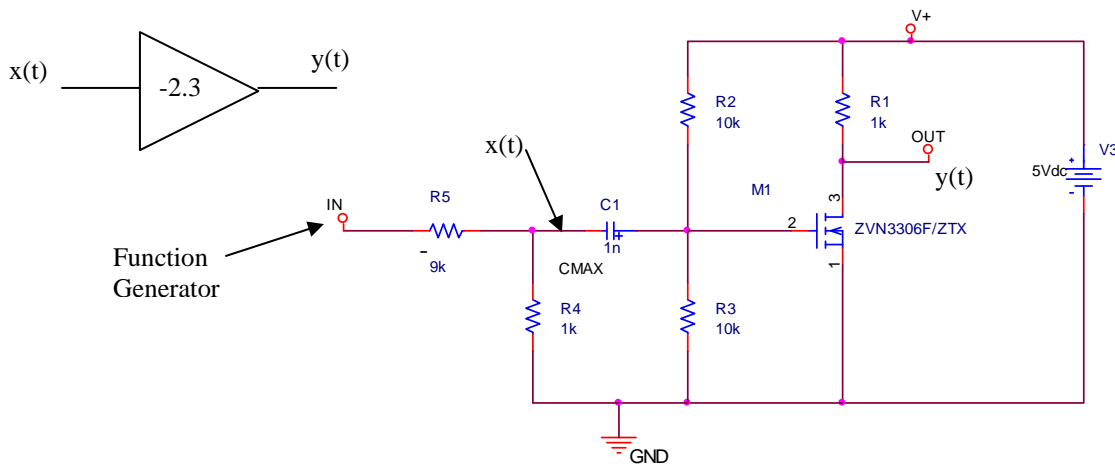 x(t)
-2.3
y(t)
V+
R2
10k
R1
1k
OUT
V3
5Vdc
+
-
x(t)
y(t)
M1
3
2
1
ZVN3306F/ZTX
IN
R5
9k
-
C1
+
1n
CMAX
Function
Generator
R4
1k
R3
10k
GND